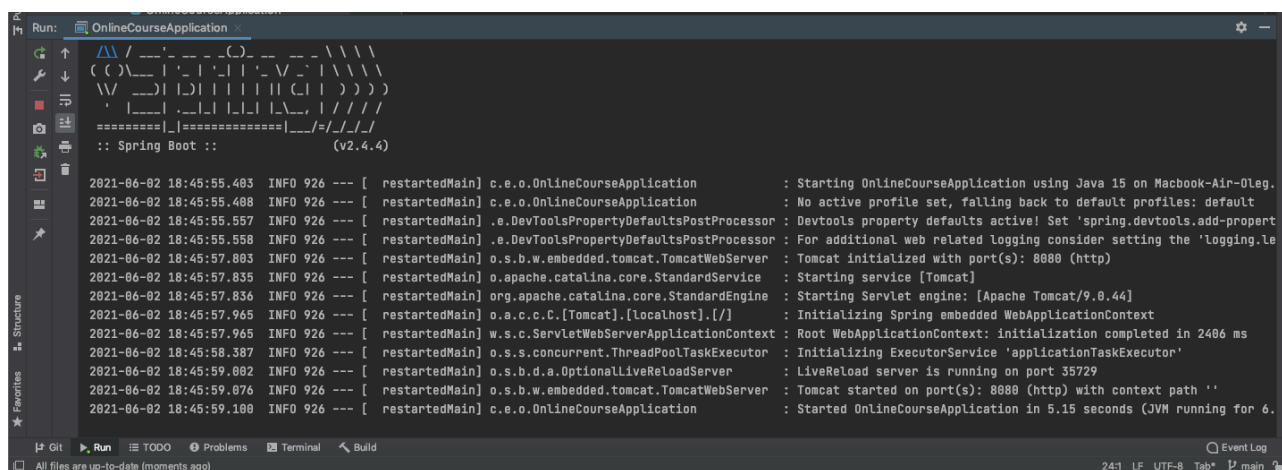 Run: OnlineCourseApplication ×
:: Spring Boot :: (v2.4.4)
2021-06-02 18:45:55.403 INFO 926 --- [ restartedMain] c.e.o.OnlineCourseApplication : Starting OnlineCourseApplication using Java 15 on Macbook-Air-Oleg.
2021-06-02 18:45:55.408 INFO 926 --- [ restartedMain] c.e.o.OnlineCourseApplication : No active profile set, falling back to default profiles: default
2021-06-02 18:45:55.557 INFO 926 --- [ restartedMain] .e.DevToolsPropertyDefaultsPostProcessor : Devtools property defaults active! Set 'spring.devtools.add-propert
2021-06-02 18:45:55.558 INFO 926 --- [ restartedMain] .e.DevToolsPropertyDefaultsPostProcessor : For additional web related logging consider setting the 'logging.le
2021-06-02 18:45:57.803 INFO 926 --- [ restartedMain] o.s.b.w.embedded.tomcat.TomcatWebServer : Tomcat initialized with port(s): 8080 (http)
2021-06-02 18:45:57.835 INFO 926 --- [ restartedMain] o.apache.catalina.core.StandardService : Starting service [Tomcat]
2021-06-02 18:45:57.836 INFO 926 --- [ restartedMain] org.apache.catalina.core.StandardEngine : Starting Servlet engine: [Apache Tomcat/9.0.44]
2021-06-02 18:45:57.965 INFO 926 --- [ restartedMain] o.a.c.c.C.[Tomcat].[localhost].[/] : Initializing Spring embedded WebApplicationContext
2021-06-02 18:45:57.965 INFO 926 --- [ restartedMain] w.s.c.ServletWebServerApplicationContext : Root WebApplicationContext: initialization completed in 2406 ms
2021-06-02 18:45:58.387 INFO 926 --- [ restartedMain] o.s.s.concurrent.ThreadPoolTaskExecutor : Initializing ExecutorService 'applicationTaskExecutor'
2021-06-02 18:45:59.002 INFO 926 --- [ restartedMain] o.s.b.d.a.OptionalLiveReloadServer : LiveReload server is running on port 35729
2021-06-02 18:45:59.076 INFO 926 --- [ restartedMain] o.s.b.w.embedded.tomcat.TomcatWebServer : Tomcat started on port(s): 8080 (http) with context path ''
2021-06-02 18:45:59.100 INFO 926 --- [ restartedMain] c.e.o.OnlineCourseApplication : Started OnlineCourseApplication in 5.15 seconds (JVM running for 6.
Structure
Favorites
Git Run TODO Problems Terminal Build Event Log
All files are up-to-date (moments ago) 24:1 LF UTF-8 Tab* main